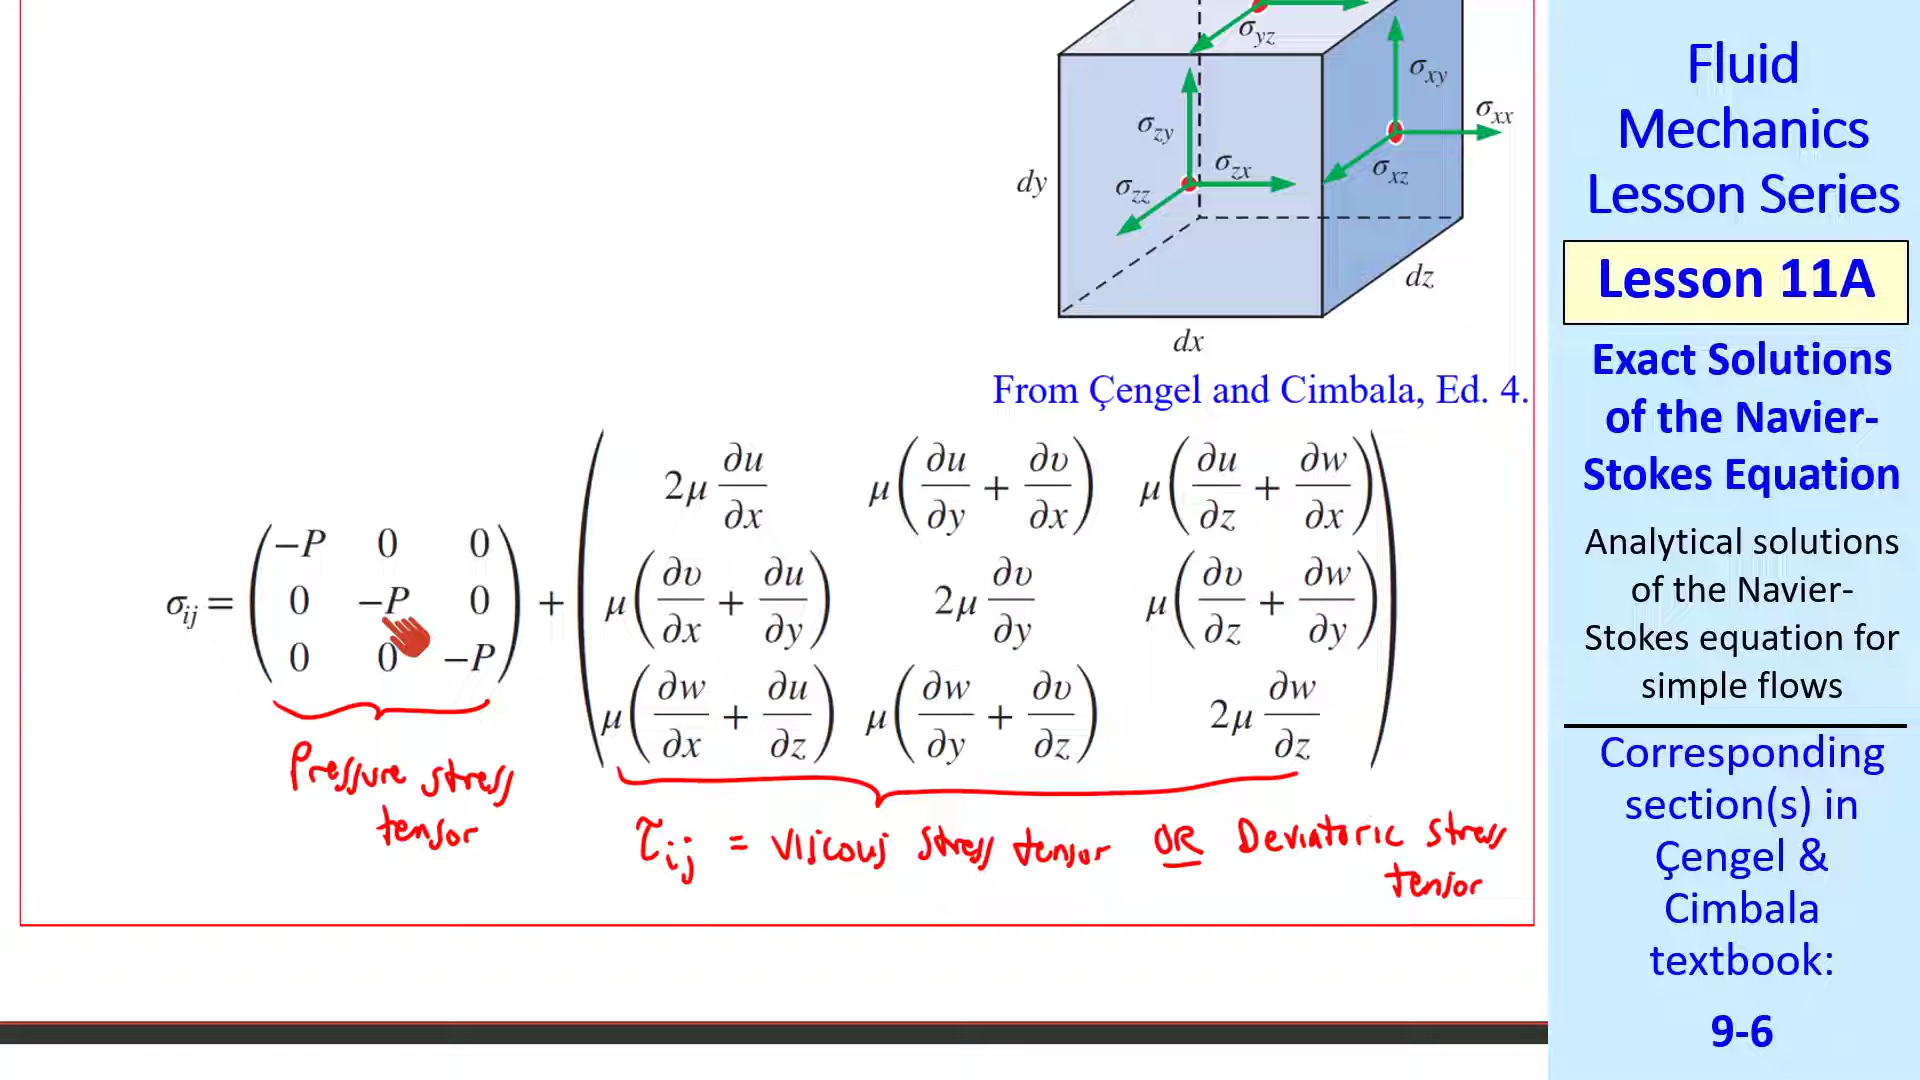 σyz
σxy
σxx
σzy
σzx
σxz
dy
σzz
dz
dx
From Çengel and Cimbala, Ed. 4.
σij = ( −P 0 0 ; 0 −P 0 ; 0 0 −P ) + ( 2μ ∂u/∂x μ(∂u/∂y + ∂υ/∂x) μ(∂u/∂z + ∂w/∂x) ; μ(∂υ/∂x + ∂u/∂y) 2μ ∂υ/∂y μ(∂υ/∂z + ∂w/∂y) ; μ(∂w/∂x + ∂u/∂z) μ(∂w/∂y + ∂υ/∂z) 2μ ∂w/∂z )
Pressure stress
tensor
τij = Viscous stress tensor OR Deviatoric stress
tensor
Fluid
Mechanics
Lesson Series
Lesson 11A
Exact Solutions
of the Navier-
Stokes Equation
Analytical solutions
of the Navier-
Stokes equation for
simple flows
Corresponding
section(s) in
Çengel &
Cimbala
textbook:
9-6